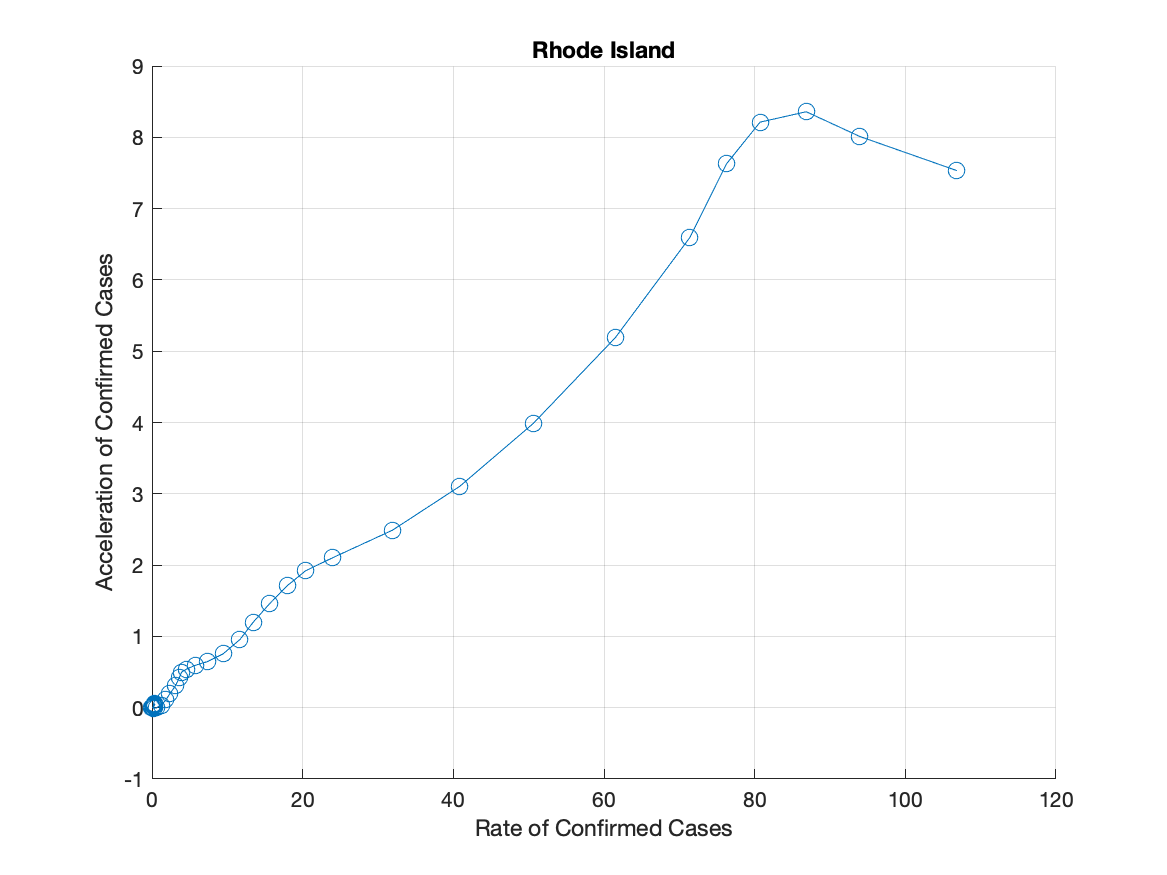 Rhode Island
9
8
7
6
5
4
3
2
1
0
-1
0 20 40 60 80 100 120
Acceleration of Confirmed Cases
Rate of Confirmed Cases